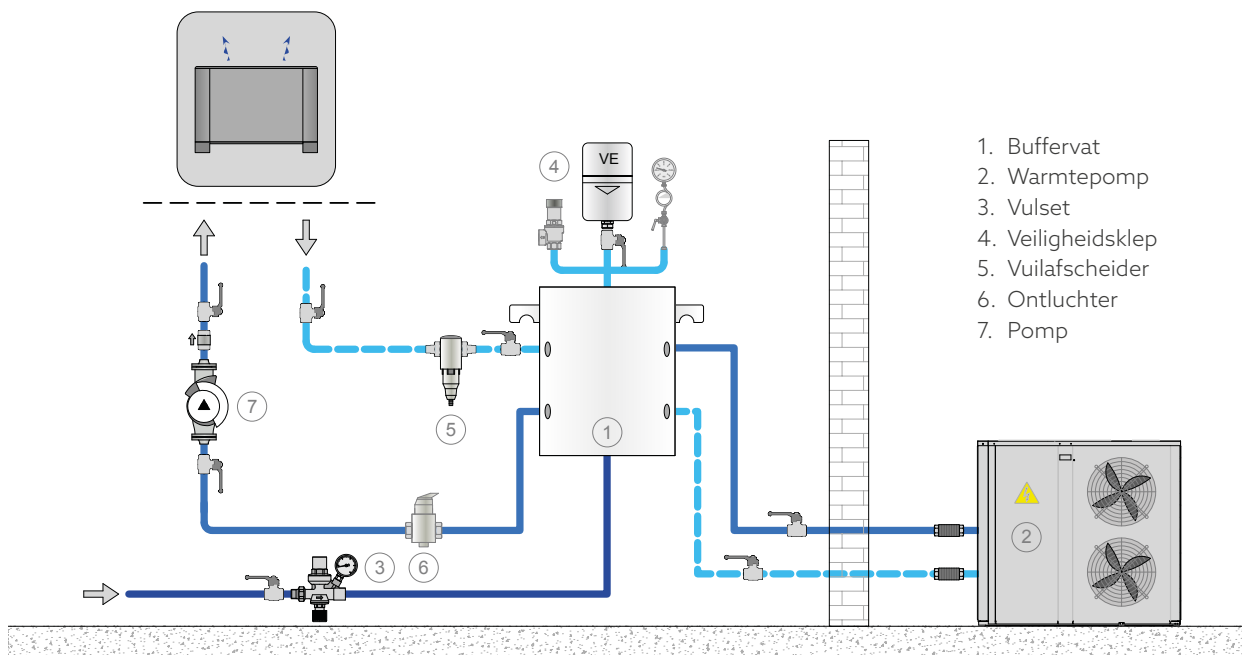 VE
4
1. Buffervat
2. Warmtepomp
3. Vulset
4. Veiligheidsklep
5. Vuilafscheider
6. Ontluchter
7. Pomp
7
5
1
2
3
6